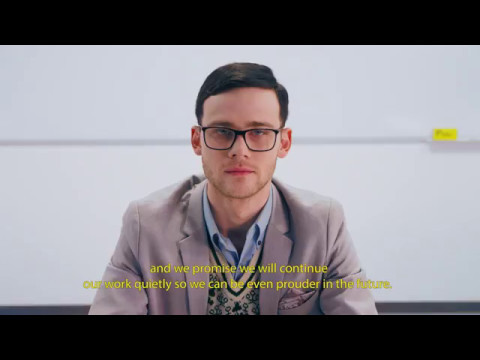 and we promise we will continue
our work quietly so we can be even prouder in the future.